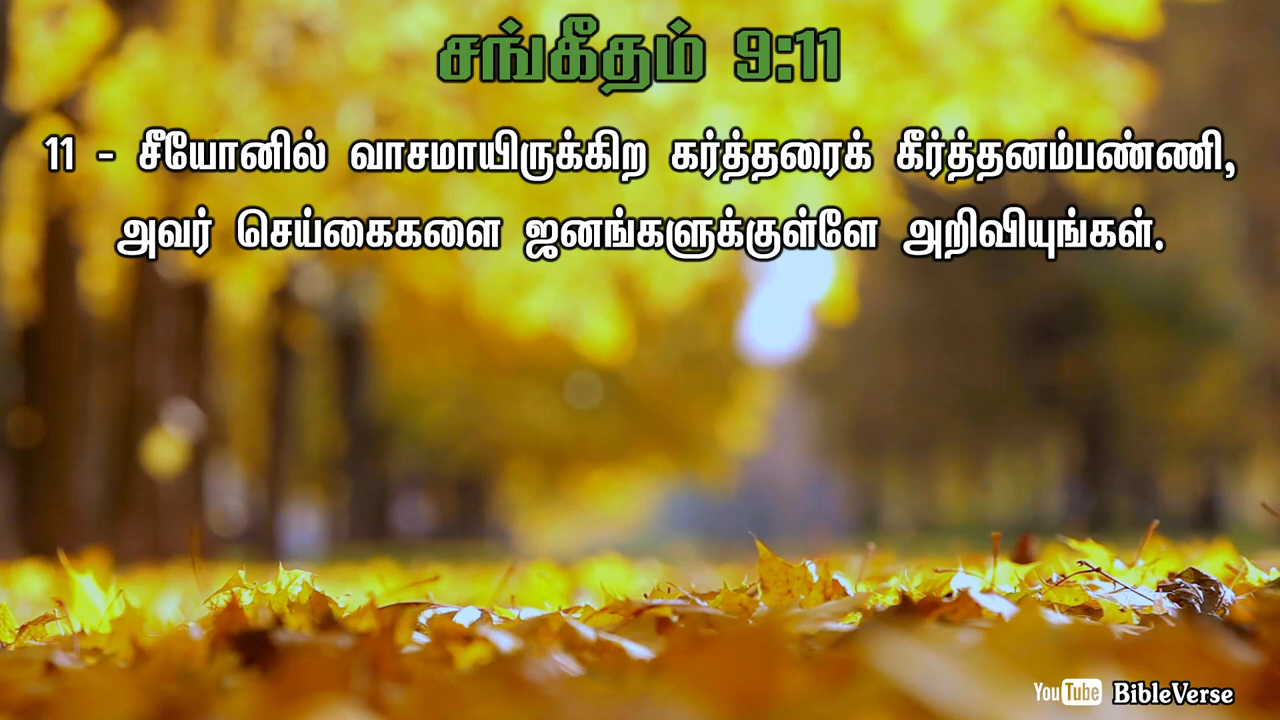 சங்கீதம் 9:11
11 - சீயோனில் வாசமாயிருக்கிற கர்த்தரைக் கீர்த்தனம்பண்ணி,
அவர் செய்கைகளை ஜனங்களுக்குள்ளே அறிவியுங்கள்.
YouTube BibleVerse